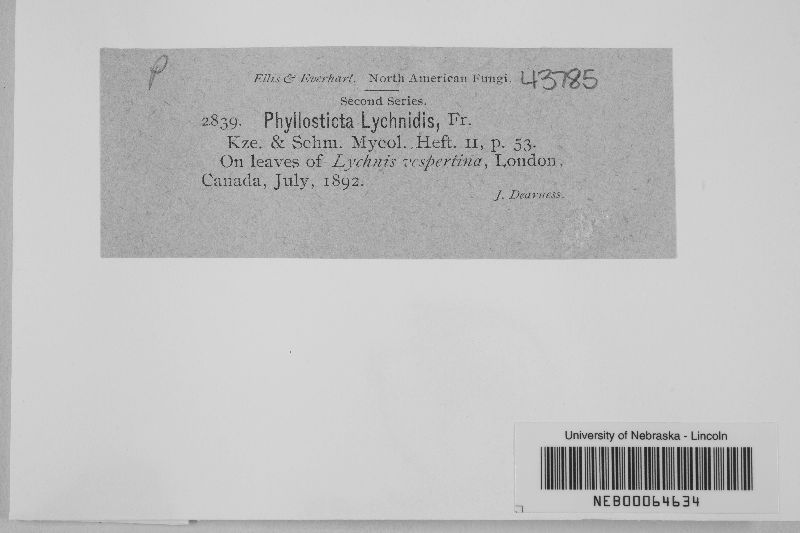 P
Ellis & Everhart. North American Fungi. 43785
Second Series.
2839. Phyllosticta Lychnidis, Fr.
Kze. & Schm. Mycol. Heft. II, p. 53.
On leaves of Lychnis vespertina, London,
Canada, July, 1892.
J. Dearness.
University of Nebraska - Lincoln
NEB00064634